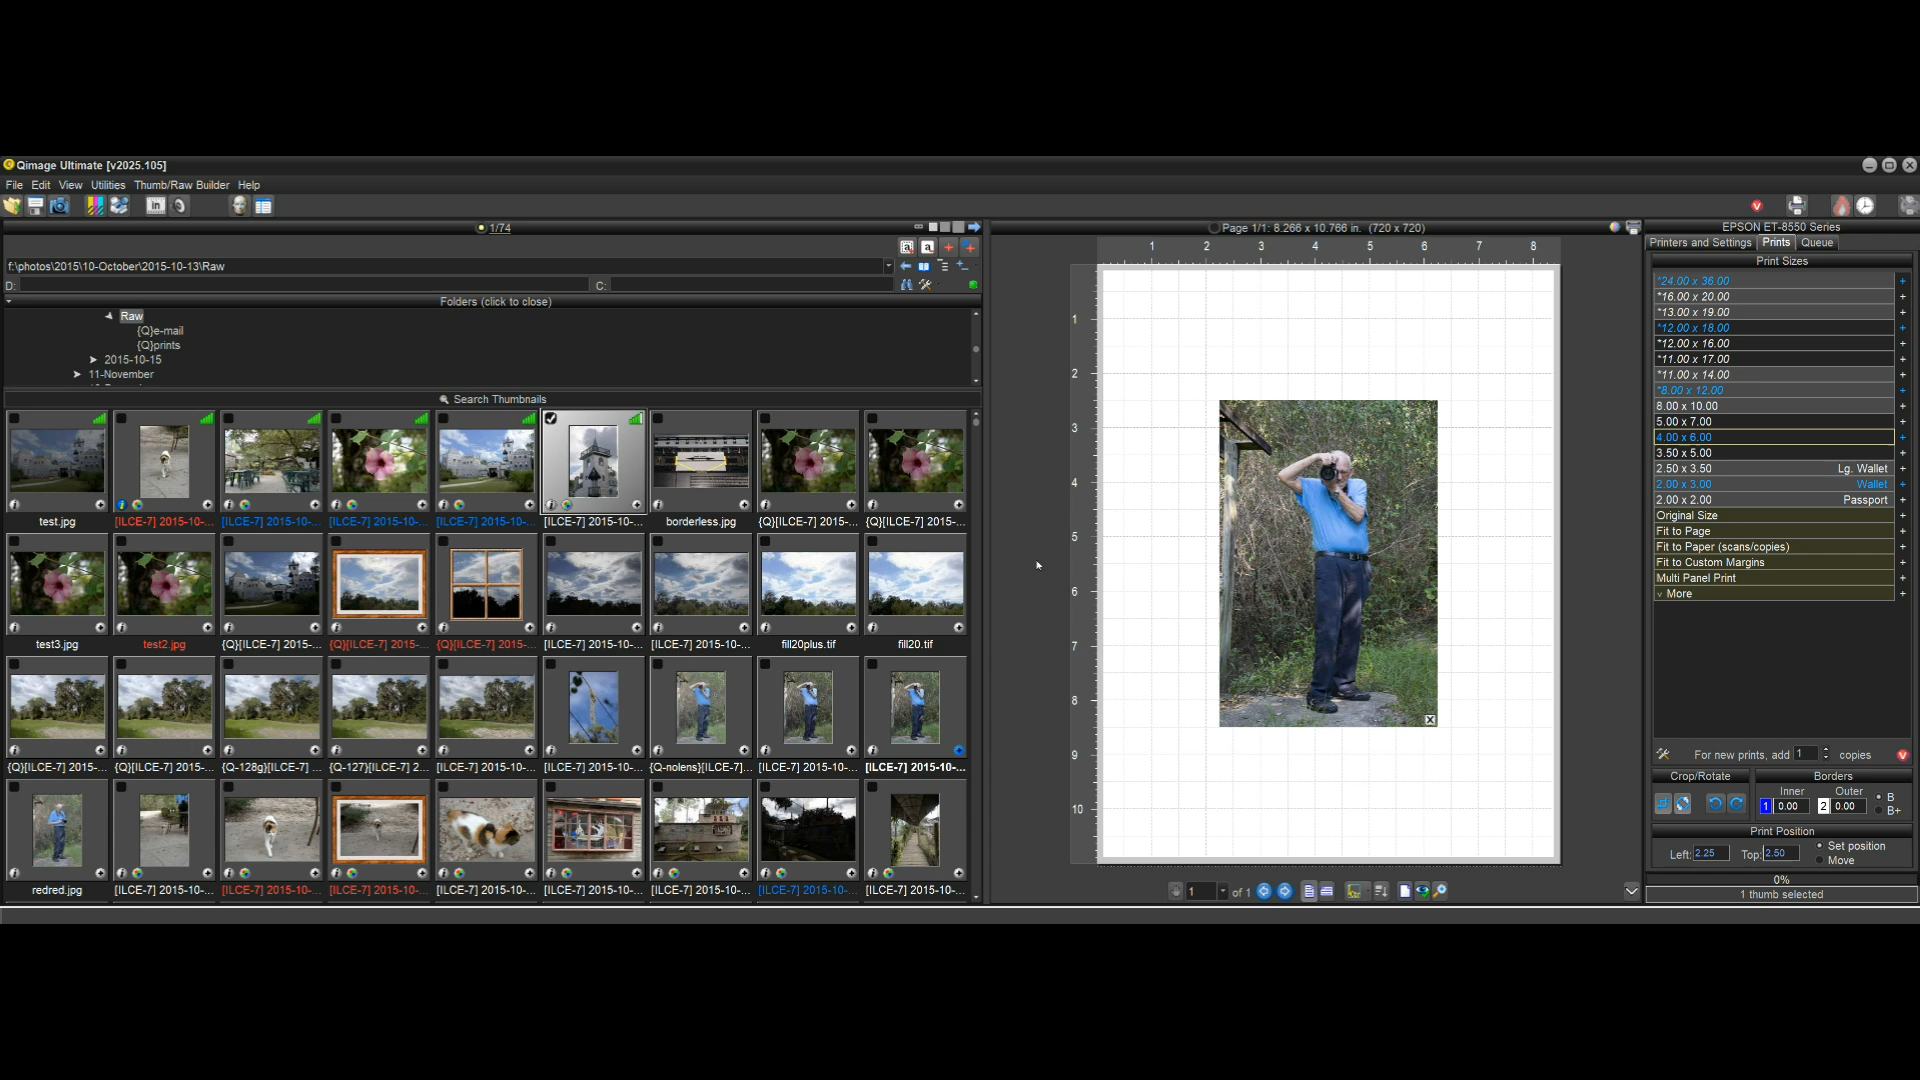 Qimage Ultimate [v2025.105]
File Edit View Utilities Thumb/Raw Builder Help
1/74
Page 1/1: 8.266 x 10.766 in. (720 x 720)
EPSON ET-8550 Series
Printers and Settings Prints Queue
f:\photos\2015\10-October\2015-10-13\Raw
D: C:
Folders (click to close)
Raw
{Q}e-mail
{Q}prints
2015-10-15
11-November
Search Thumbnails
test.jpg [ILCE-7] 2015-10-... [ILCE-7] 2015-10-... [ILCE-7] 2015-10-... [ILCE-7] 2015-10-... [ILCE-7] 2015-10-... borderless.jpg {Q}[ILCE-7] 2015-... {Q}[ILCE-7] 2015-...
test3.jpg test2.jpg {Q}[ILCE-7] 2015-... {Q}[ILCE-7] 2015-... {Q}[ILCE-7] 2015-... [ILCE-7] 2015-10-... [ILCE-7] 2015-10-... fill20plus.tif fill20.tif
{Q}[ILCE-7] 2015-... {Q}[ILCE-7] 2015-... {Q-128g}[ILCE-7] ... {Q-127}[ILCE-7] 2... [ILCE-7] 2015-10-... [ILCE-7] 2015-10-... {Q-nolens}[ILCE-7]... [ILCE-7] 2015-10-... [ILCE-7] 2015-10-...
redred.jpg [ILCE-7] 2015-10-... [ILCE-7] 2015-10-... [ILCE-7] 2015-10-... [ILCE-7] 2015-10-... [ILCE-7] 2015-10-... [ILCE-7] 2015-10-... [ILCE-7] 2015-10-... [ILCE-7] 2015-10-...
1 2 3 4 5 6 7 8
1
2
3
4
5
6
7
8
9
10
1 of 1
Print Sizes
*24.00 x 36.00
*16.00 x 20.00
*13.00 x 19.00
*12.00 x 18.00
*12.00 x 16.00
*11.00 x 17.00
*11.00 x 14.00
*8.00 x 12.00
8.00 x 10.00
5.00 x 7.00
4.00 x 6.00
3.50 x 5.00
2.50 x 3.50 Lg. Wallet
2.00 x 3.00 Wallet
2.00 x 2.00 Passport
Original Size
Fit to Page
Fit to Paper (scans/copies)
Fit to Custom Margins
Multi Panel Print
v More
For new prints, add 1 copies
Crop/Rotate Borders
Inner Outer
1 0.00 2 0.00
B
B+
Print Position
Left: 2.25 Top: 2.50
Set position
Move
0%
1 thumb selected